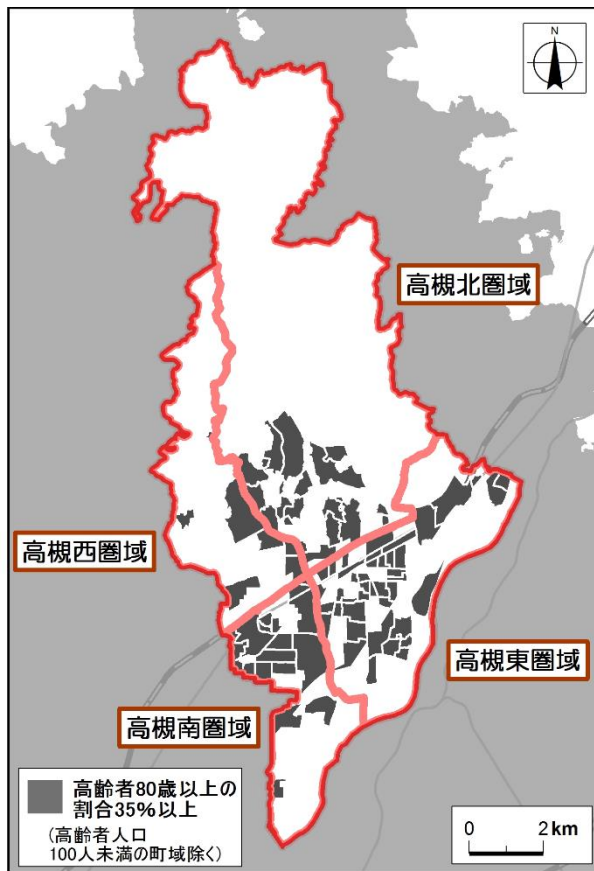 N
高槻北圏域
高槻西圏域
高槻東圏域
高槻南圏域
高齢者80歳以上の
割合35%以上
(高齢者人口
100人未満の町域除く)
0 2 km